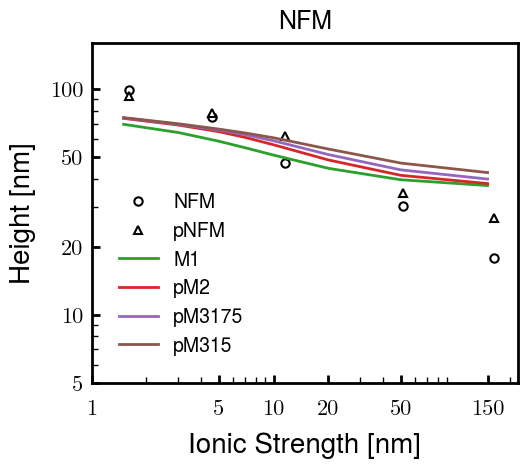 NFM
Height [nm]
100
50
20
10
5
NFM
pNFM
M1
pM2
pM3175
pM315
1
5
10
20
50
150
Ionic Strength [nm]